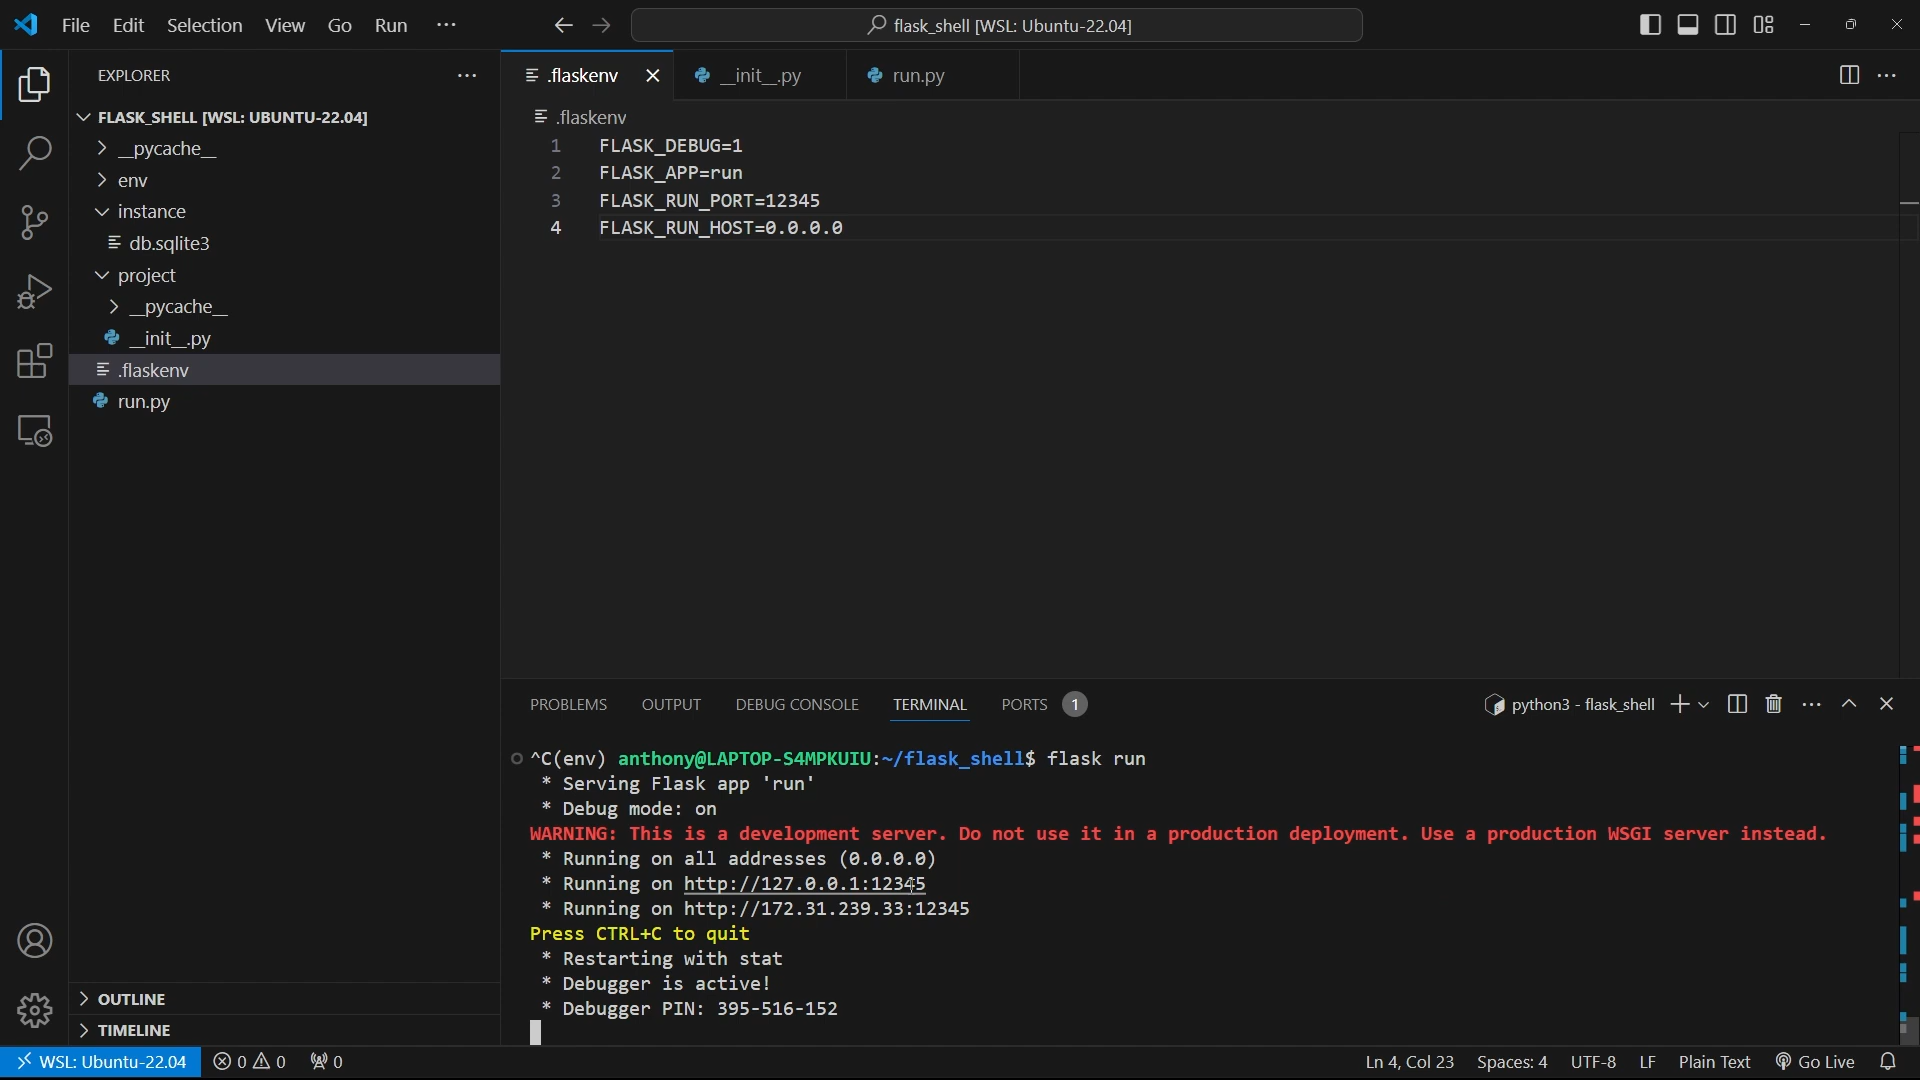 File Edit Selection View Go Run ···
flask_shell [WSL: Ubuntu-22.04]
EXPLORER
FLASK_SHELL [WSL: UBUNTU-22.04]
__pycache__
env
instance
db.sqlite3
project
__pycache__
__init__.py
.flaskenv
run.py
OUTLINE
TIMELINE
.flaskenv __init__.py run.py
.flaskenv
1 FLASK_DEBUG=1
2 FLASK_APP=run
3 FLASK_RUN_PORT=12345
4 FLASK_RUN_HOST=0.0.0.0
PROBLEMS OUTPUT DEBUG CONSOLE TERMINAL PORTS 1 python3 - flask_shell
^C(env) anthony@LAPTOP-S4MPKUIU:~/flask_shell$ flask run
* Serving Flask app 'run'
* Debug mode: on
WARNING: This is a development server. Do not use it in a production deployment. Use a production WSGI server instead.
* Running on all addresses (0.0.0.0)
* Running on http://127.0.0.1:12345
* Running on http://172.31.239.33:12345
Press CTRL+C to quit
* Restarting with stat
* Debugger is active!
* Debugger PIN: 395-516-152
WSL: Ubuntu-22.04 0 0 0 Ln 4, Col 23 Spaces: 4 UTF-8 LF Plain Text Go Live